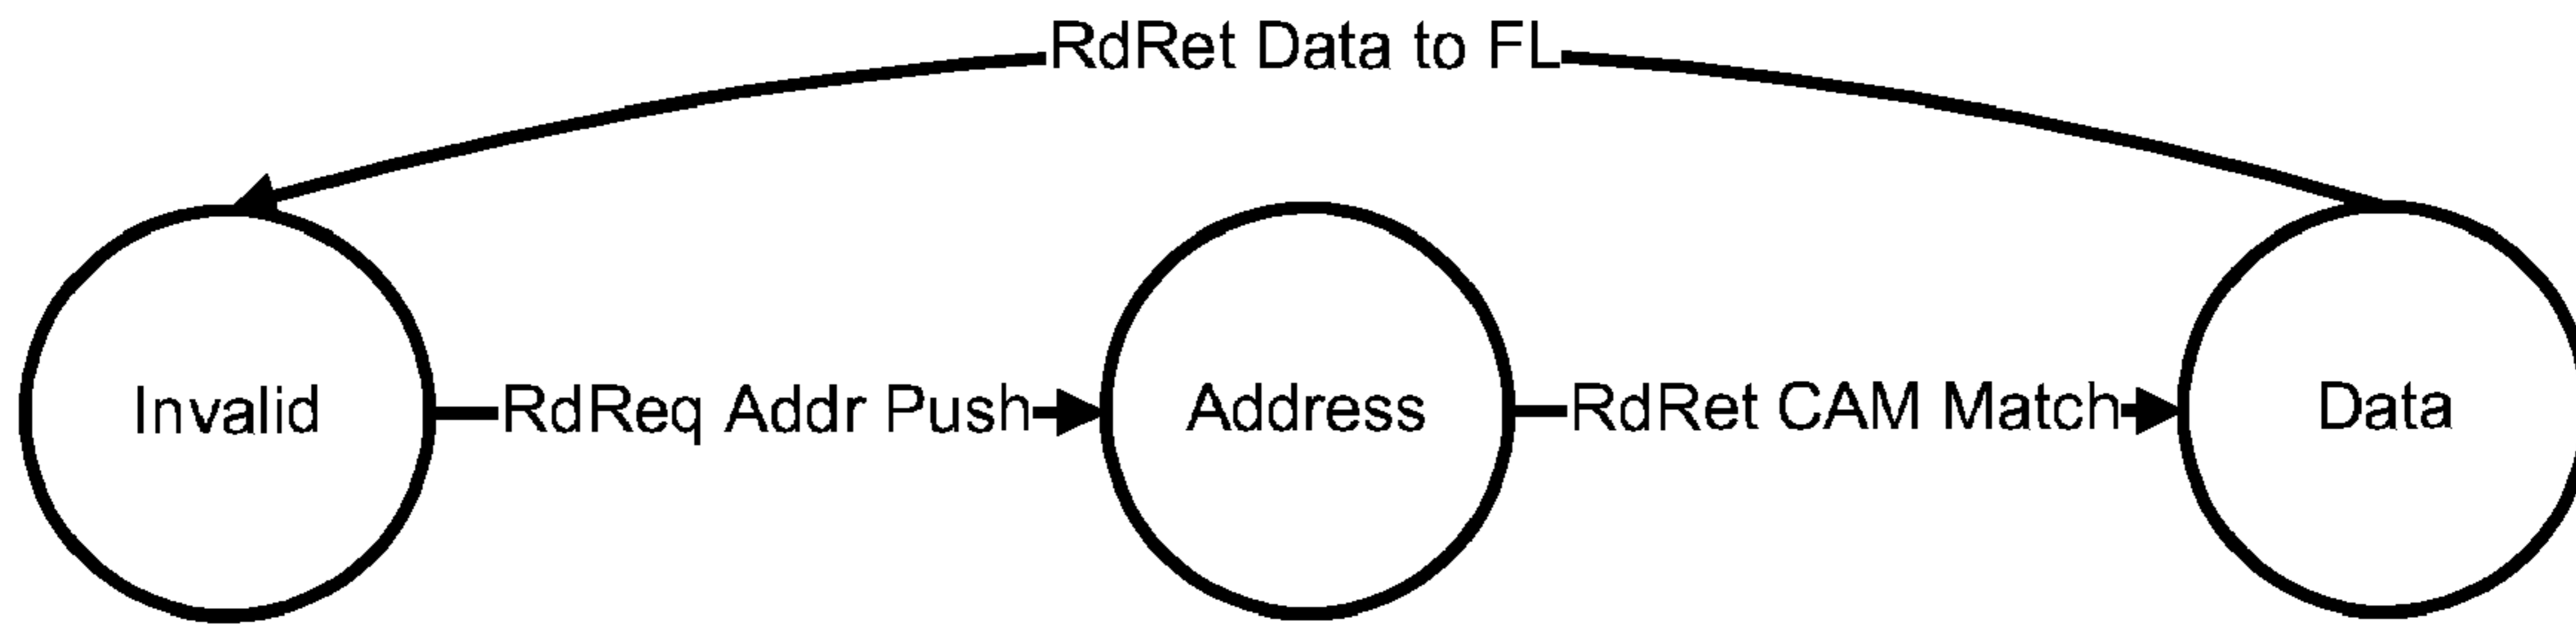 RdRet Data to FL
Invalid
RdReq Addr Push
Address
RdRet CAM Match
Data